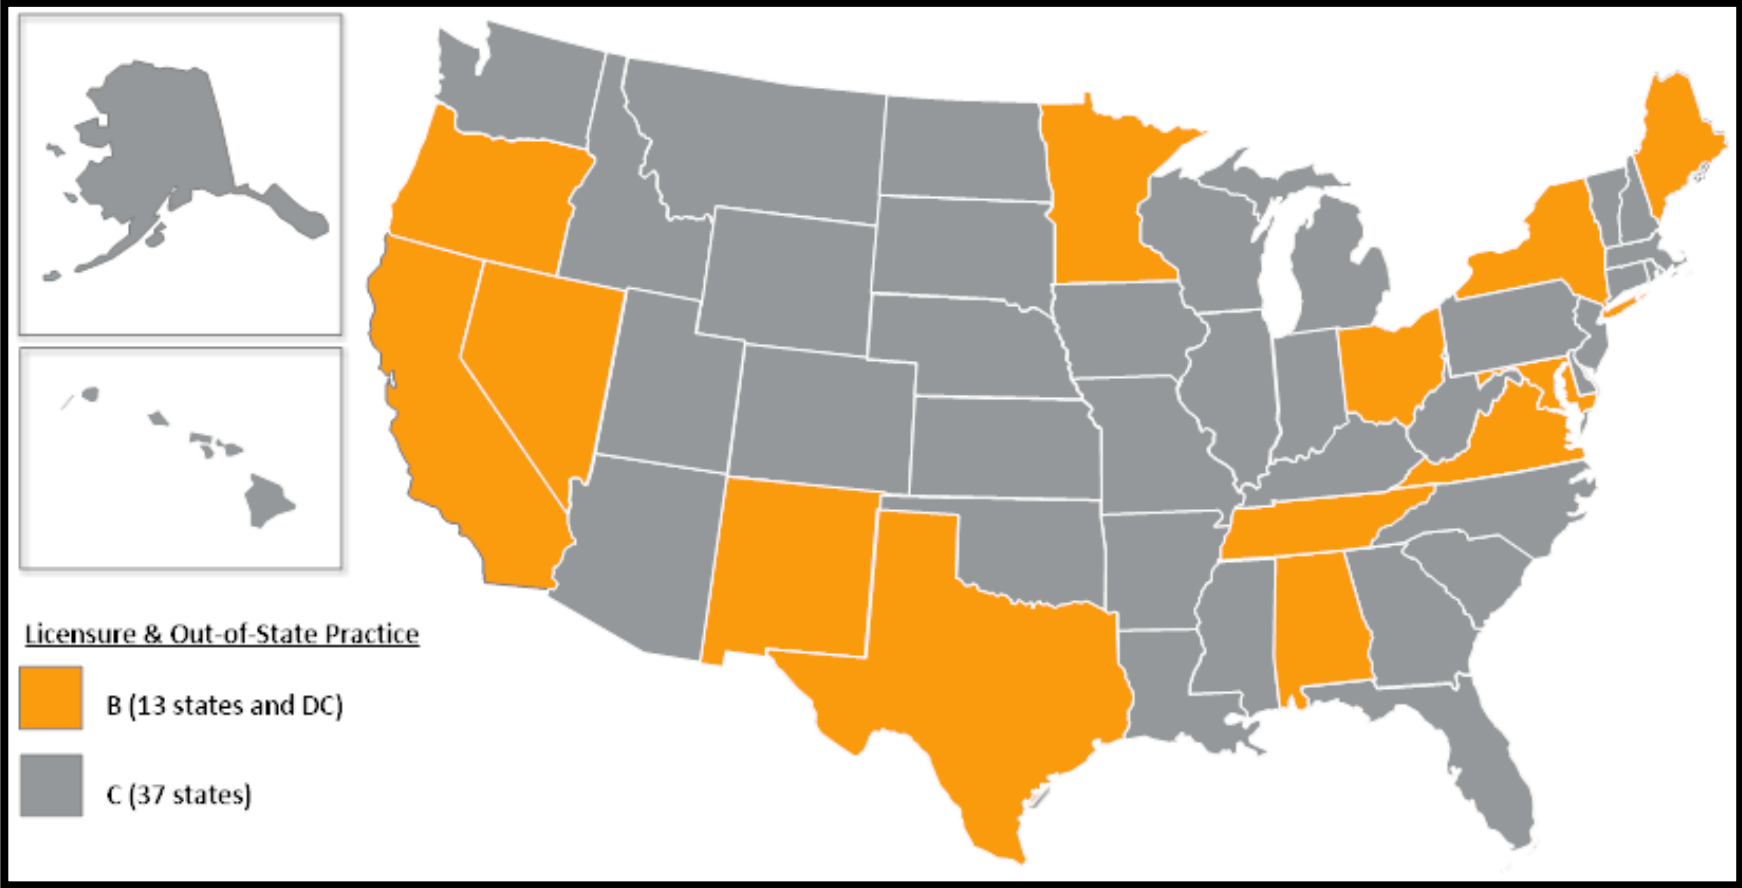 Licensure & Out-of-State Practice
B (13 states and DC)
C (37 states)